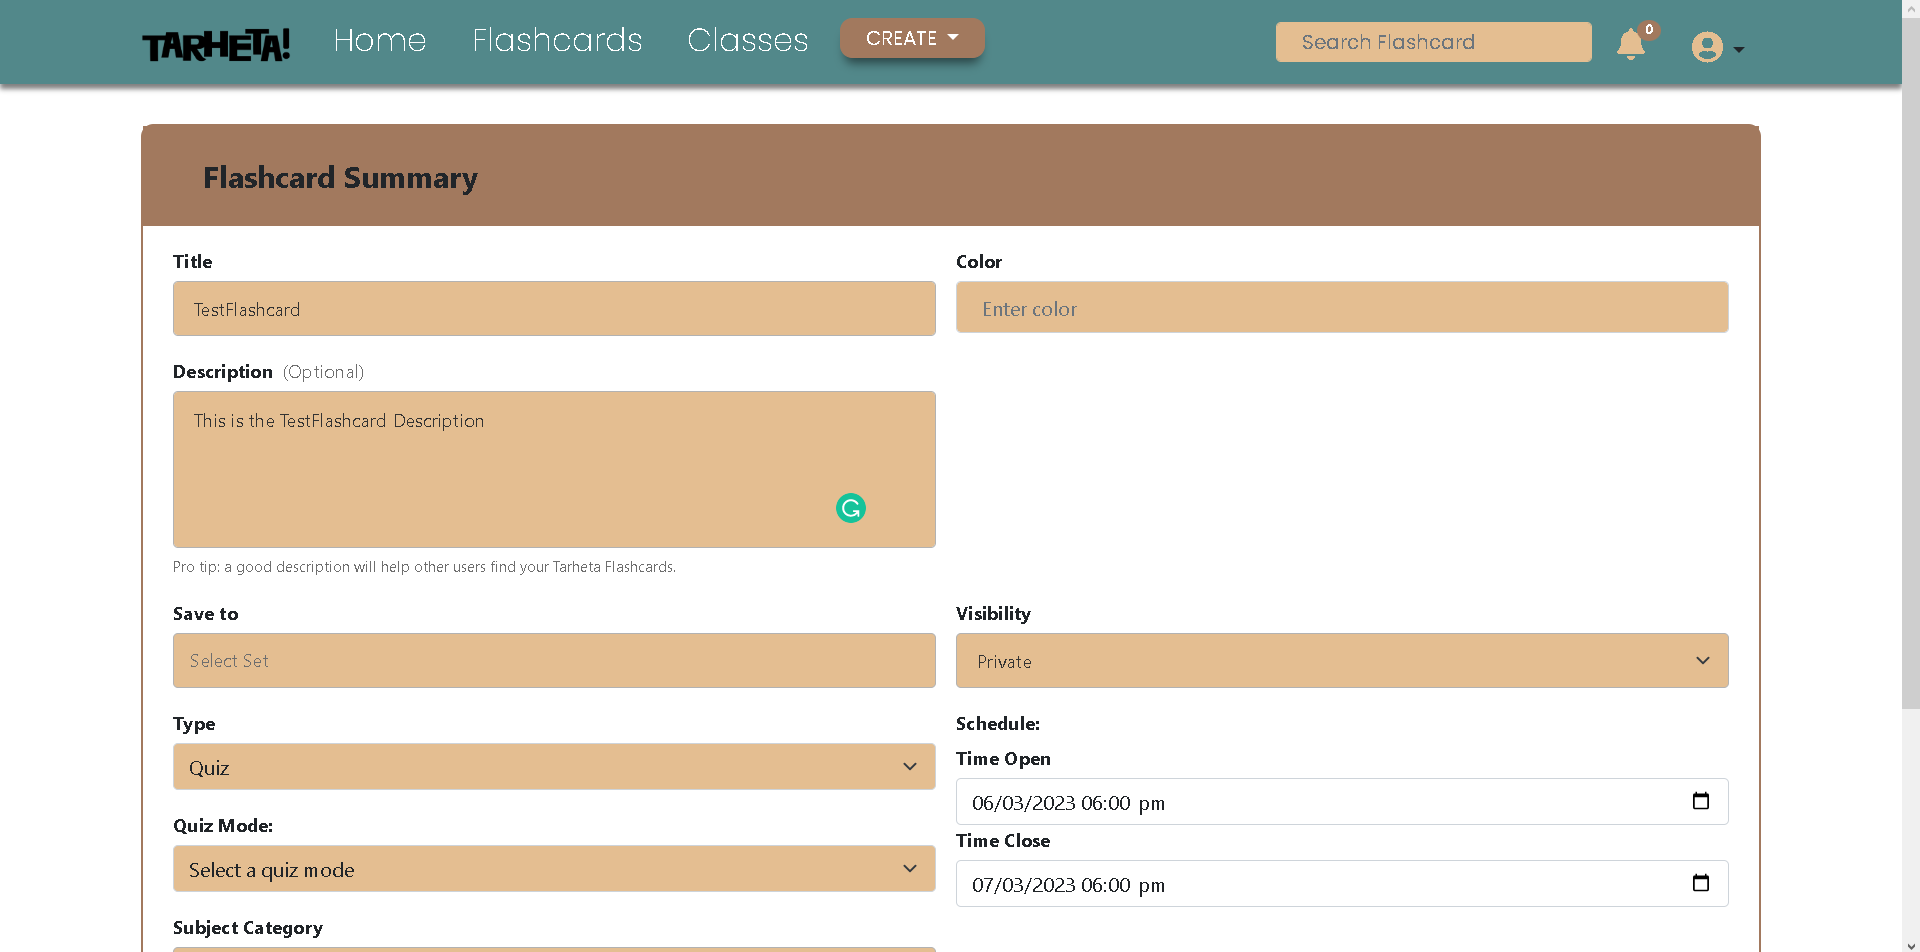 TARHETA! Home Flashcards Classes CREATE Search Flashcard 0
Flashcard Summary
Title
TestFlashcard
Color
Enter color
Description (Optional)
This is the TestFlashcard Description
Pro tip: a good description will help other users find your Tarheta Flashcards.
Save to
Select Set
Visibility
Private
Type
Quiz
Quiz Mode:
Select a quiz mode
Schedule:
Time Open
06/03/2023 06:00 pm
Time Close
07/03/2023 06:00 pm
Subject Category